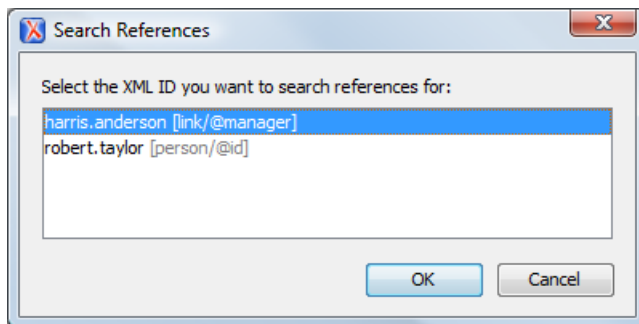 Search References
Select the XML ID you want to search references for:
harris.anderson [link/@manager]
robert.taylor [person/@id]
OK Cancel